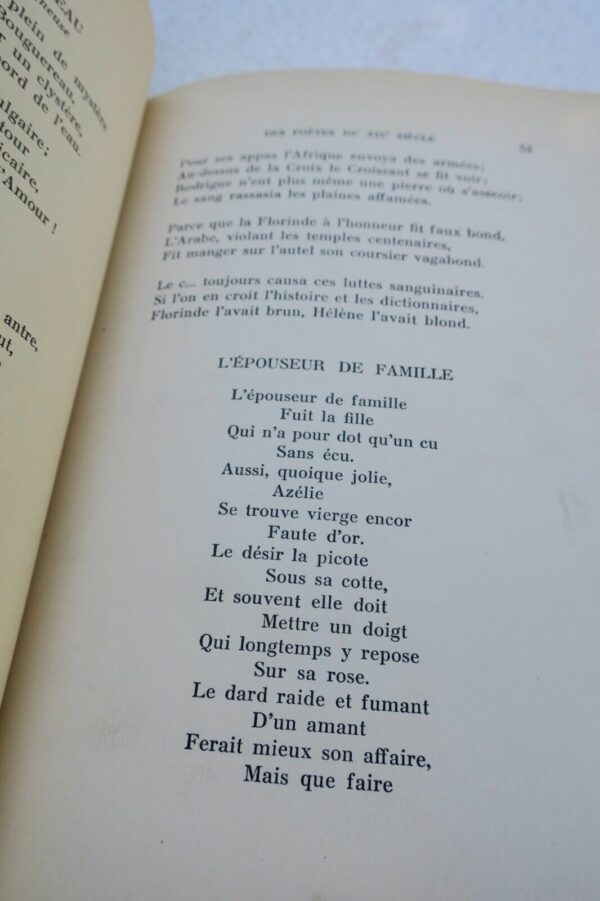 EAU
heuse
plein de mystère
Bouguereau,
un clystère,
bord de l'eau.
ulgaire;
tour
icaire,
l'Amour !
antre,
ut,
DES POÈTES DU XIXe SIÈCLE
51
Pour ses appas l'Afrique envoya des armées;
Au-dessus de la Croix le Croissant se fit voir;
Rodrigue n'eut plus même une pierre où s'asseoir;
Le sang rassasia les plaines affamées.
Parce que la Florinde à l'honneur fit faux bond,
L'Arabe, violant les temples centenaires,
Fit manger sur l'autel son coursier vagabond.
Le c... toujours causa ces luttes sanguinaires.
Si l'on en croit l'histoire et les dictionnaires,
Florinde l'avait brun, Hélène l'avait blond.
L'ÉPOUSEUR DE FAMILLE
L'épouseur de famille
Fuit la fille
Qui n'a pour dot qu'un cu
Sans écu.
Aussi, quoique jolie,
Azélie
Se trouve vierge encor
Faute d'or.
Le désir la picote
Sous sa cotte,
Et souvent elle doit
Mettre un doigt
Qui longtemps y repose
Sur sa rose.
Le dard raide et fumant
D'un amant
Ferait mieux son affaire,
Mais que faire